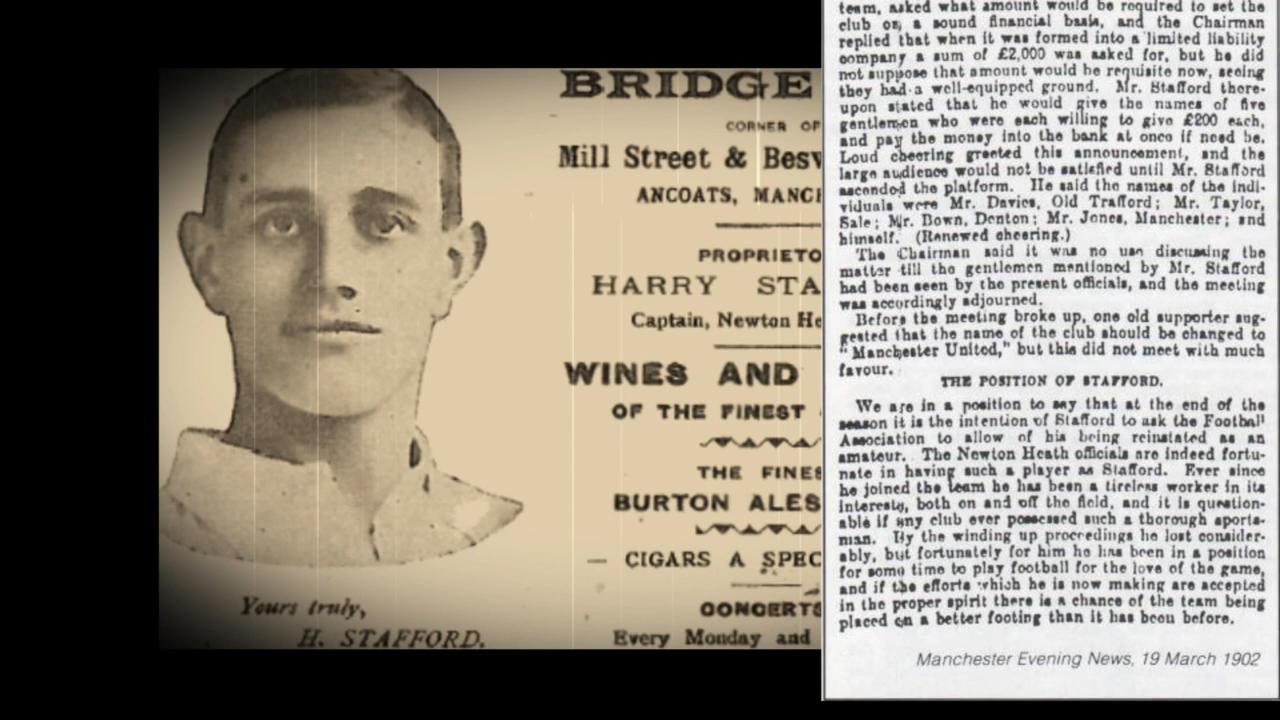 BRIDGE
CORNER OF
Mill Street & Besv
ANCOATS, MANCH
PROPRIETO
HARRY STA
Captain, Newton He
WINES AND
OF THE FINEST
THE FINES
BURTON ALES
— CIGARS A SPEC
CONCERTS
Every Monday and
Yours truly,
H. STAFFORD.
team, asked what amount would be required to set the
club on a sound financial basis, and the Chairman
replied that when it was formed into a limited liability
company a sum of £2,000 was asked for, but he did
not suppose that amount would be requisite now, seeing
they had a well-equipped ground. Mr. Stafford there-
upon stated that he would give the names of five
gentlemen who were each willing to give £200 each,
and pay the money into the bank at once if need be.
Loud cheering greeted this announcement, and the
large audience would not be satisfied until Mr. Stafford
ascended the platform. He said the names of the indi-
viduals were Mr. Davies, Old Trafford; Mr. Taylor,
Sale; Mr. Bown, Denton; Mr. Jones, Manchester; and
himself. (Renewed cheering.)
The Chairman said it was no use discussing the
matter till the gentlemen mentioned by Mr. Stafford
had been seen by the present officials, and the meeting
was accordingly adjourned.
Before the meeting broke up, one old supporter sug-
gested that the name of the club should be changed to
"Manchester United," but this did not meet with much
favour.
THE POSITION OF STAFFORD.
We are in a position to say that at the end of the
season it is the intention of Stafford to ask the Football
Association to allow of his being reinstated as an
amateur. The Newton Heath officials are indeed fortu-
nate in having such a player as Stafford. Ever since
he joined the team he has been a tireless worker in its
interests, both on and off the field, and it is question-
able if any club ever possessed such a thorough sports-
man. By the winding up proceedings he lost consider-
ably, but fortunately for him he has been in a position
for some time to play football for the love of the game,
and if the efforts which he is now making are accepted
in the proper spirit there is a chance of the team being
placed on a better footing than it has been before.
Manchester Evening News, 19 March 1902